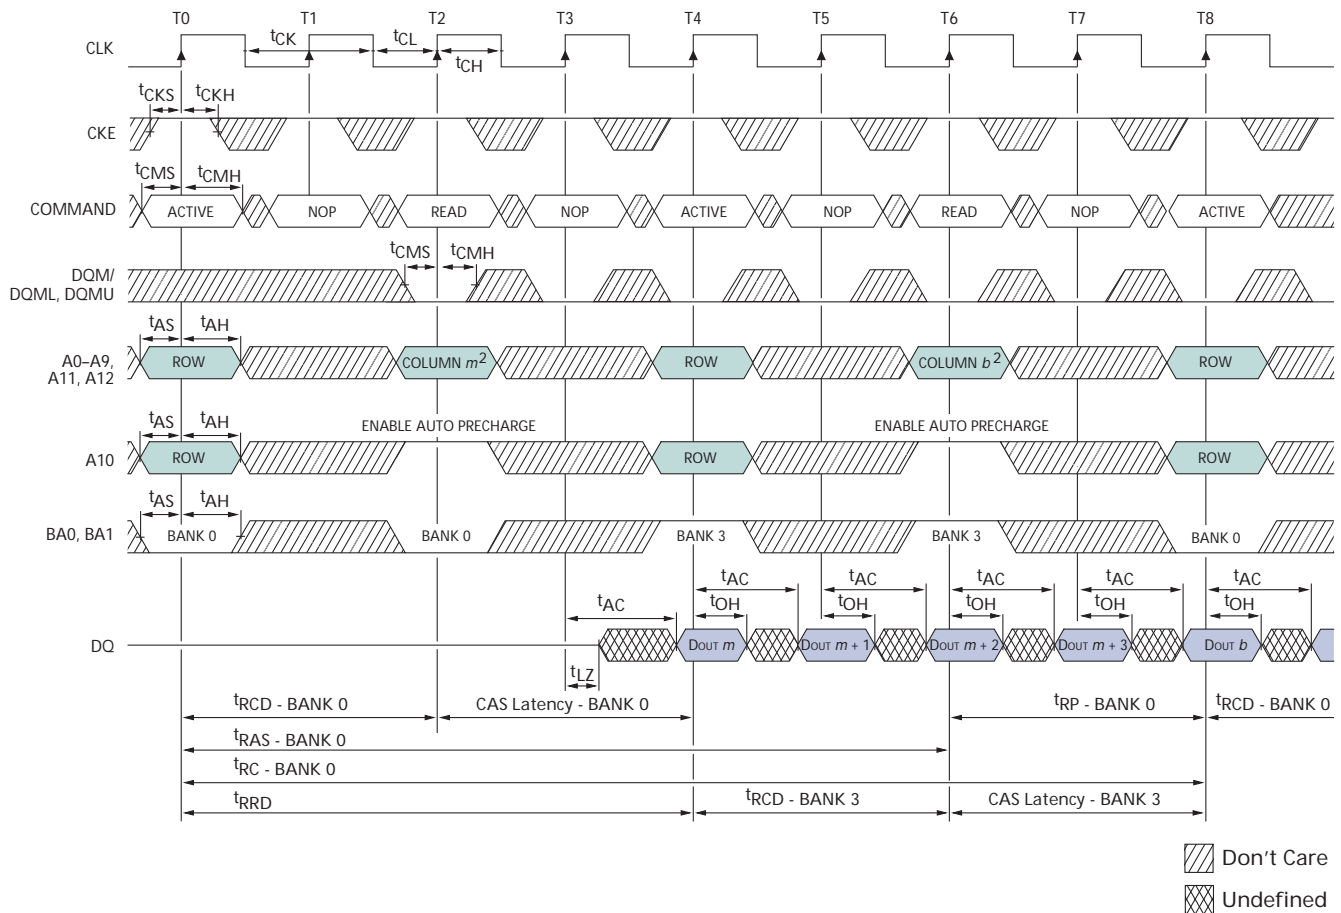 T0 T1 T2 T3 T4 T5 T6 T7 T8
CLK tCK tCL tCH
tCKS tCKH
CKE
tCMS tCMH
COMMAND ACTIVE NOP READ NOP ACTIVE NOP READ NOP ACTIVE
tCMS tCMH
DQM/
DQML, DQMU
tAS tAH
A0–A9, ROW COLUMN m2 ROW COLUMN b2 ROW
A11, A12
tAS tAH ENABLE AUTO PRECHARGE ENABLE AUTO PRECHARGE
A10 ROW ROW ROW
tAS tAH
BA0, BA1 BANK 0 BANK 0 BANK 3 BANK 3 BANK 0
tAC tAC tAC tAC tAC tAC
tOH tOH tOH tOH tOH
DQ DOUT m DOUT m + 1 DOUT m + 2 DOUT m + 3 DOUT b
tLZ
tRCD - BANK 0 CAS Latency - BANK 0 tRP - BANK 0 tRCD - BANK 0
tRAS - BANK 0
tRC - BANK 0
tRRD tRCD - BANK 3 CAS Latency - BANK 3
Don't Care
Undefined